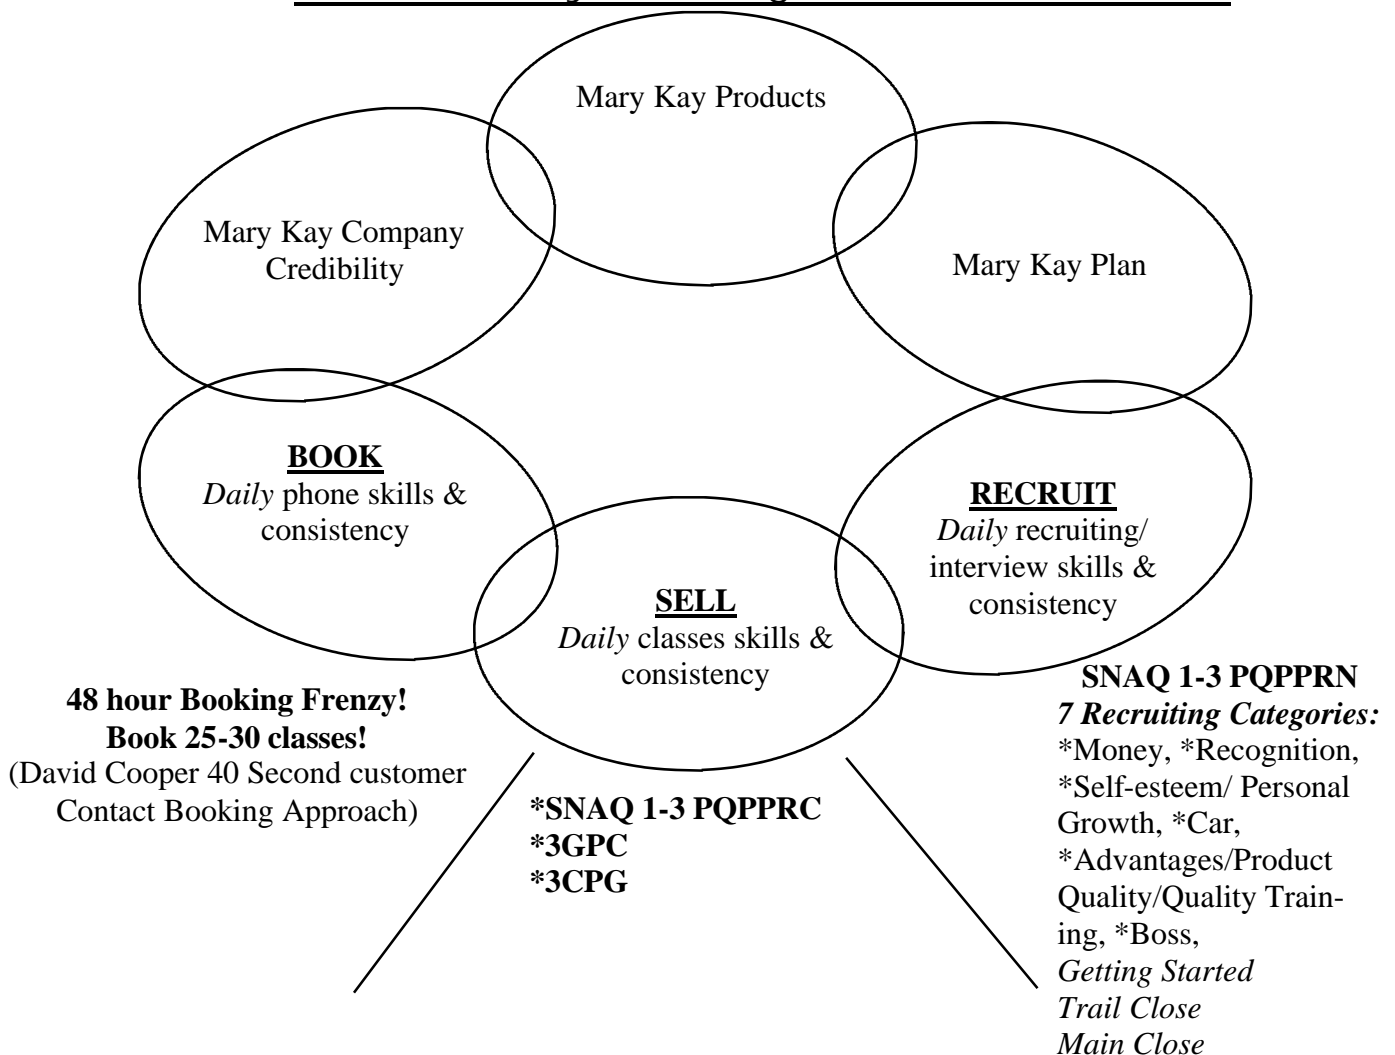 Mary Kay Products
Mary Kay Company
Credibility
Mary Kay Plan
BOOK
Daily phone skills &
consistency
SELL
Daily classes skills &
consistency
RECRUIT
Daily recruiting/
interview skills &
consistency
48 hour Booking Frenzy!
Book 25-30 classes!
(David Cooper 40 Second customer
Contact Booking Approach)
*SNAQ 1-3 PQPPRC
*3GPC
*3CPG
SNAQ 1-3 PQPPRN
7 Recruiting Categories:
*Money, *Recognition,
*Self-esteem/ Personal
Growth, *Car,
*Advantages/Product
Quality/Quality Train-
ing, *Boss,
Getting Started
Trail Close
Main Close